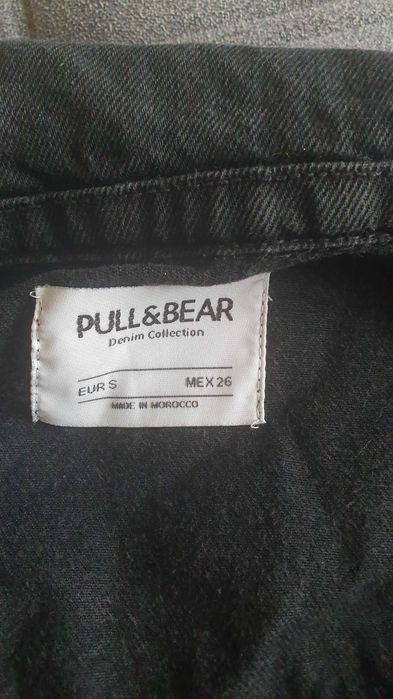 PULL&BEAR
Denim Collection
EUR S MEX 26
MADE IN MOROCCO